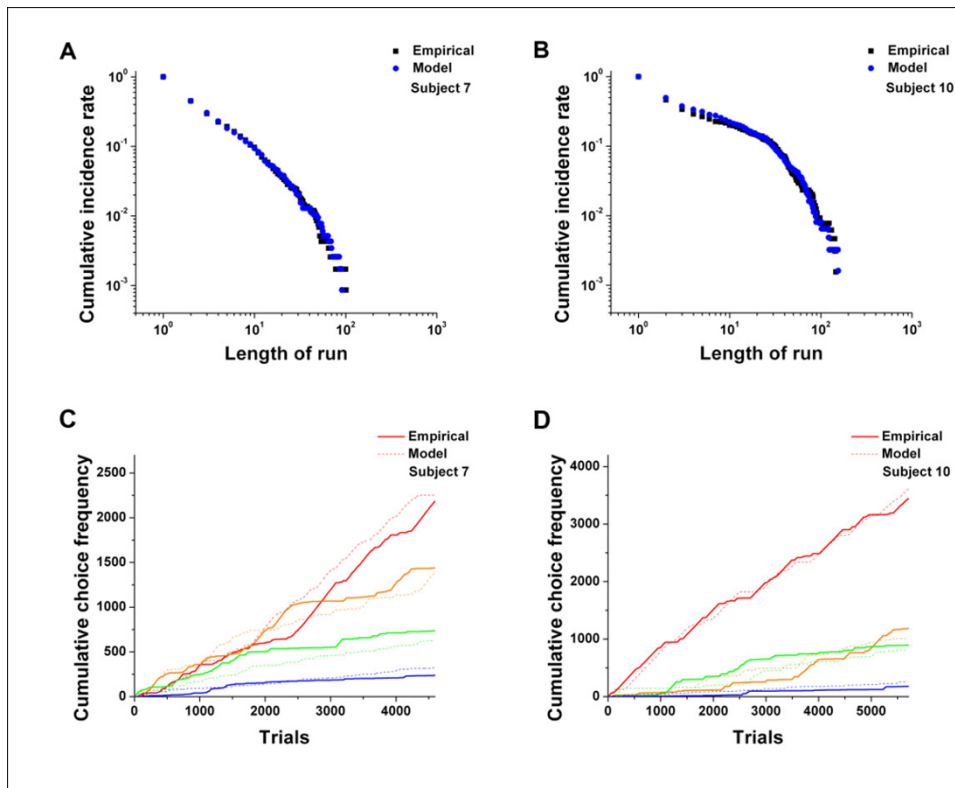 A
Empirical
Model
Subject 7
Cumulative incidence rate
10^0
10^-1
10^-2
10^-3
10^0 10^1 10^2 10^3
Length of run
B
Empirical
Model
Subject 10
Cumulative incidence rate
10^0
10^-1
10^-2
10^-3
10^0 10^1 10^2 10^3
Length of run
C
Empirical
Model
Subject 7
Cumulative choice frequency
2500
2000
1500
1250
1000
500
0
0 1000 2000 3000 4000
Trials
D
Empirical
Model
Subject 10
Cumulative choice frequency
4000
3000
2000
1000
0
0 1000 2000 3000 4000 5000
Trials